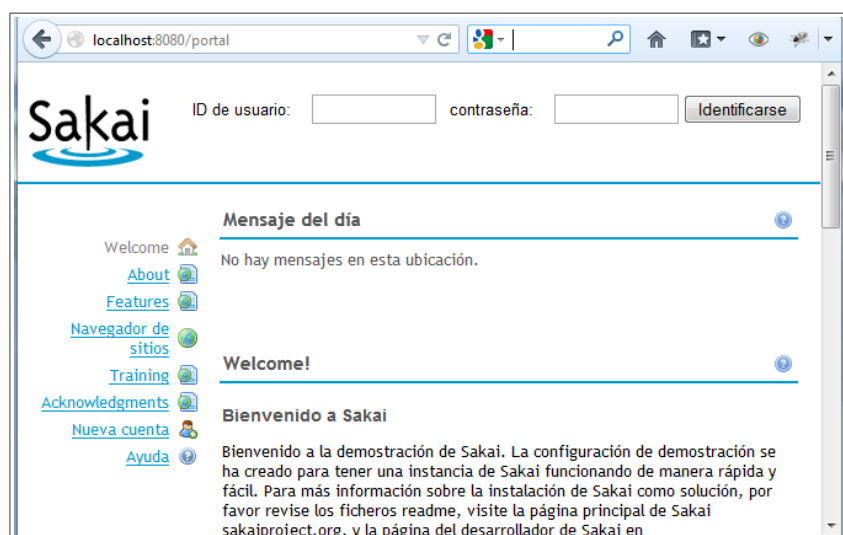 localhost:8080/portal
Sakai
ID de usuario:
contraseña:
Identificarse
Welcome
About
Features
Navegador de
sitios
Training
Acknowledgments
Nueva cuenta
Ayuda
Mensaje del día
No hay mensajes en esta ubicación.
Welcome!
Bienvenido a Sakai
Bienvenido a la demostración de Sakai. La configuración de demostración se
ha creado para tener una instancia de Sakai funcionando de manera rápida y
fácil. Para más información sobre la instalación de Sakai como solución, por
favor revise los ficheros readme, visite la página principal de Sakai
sakaiproject.org, y la página del desarrollador de Sakai en